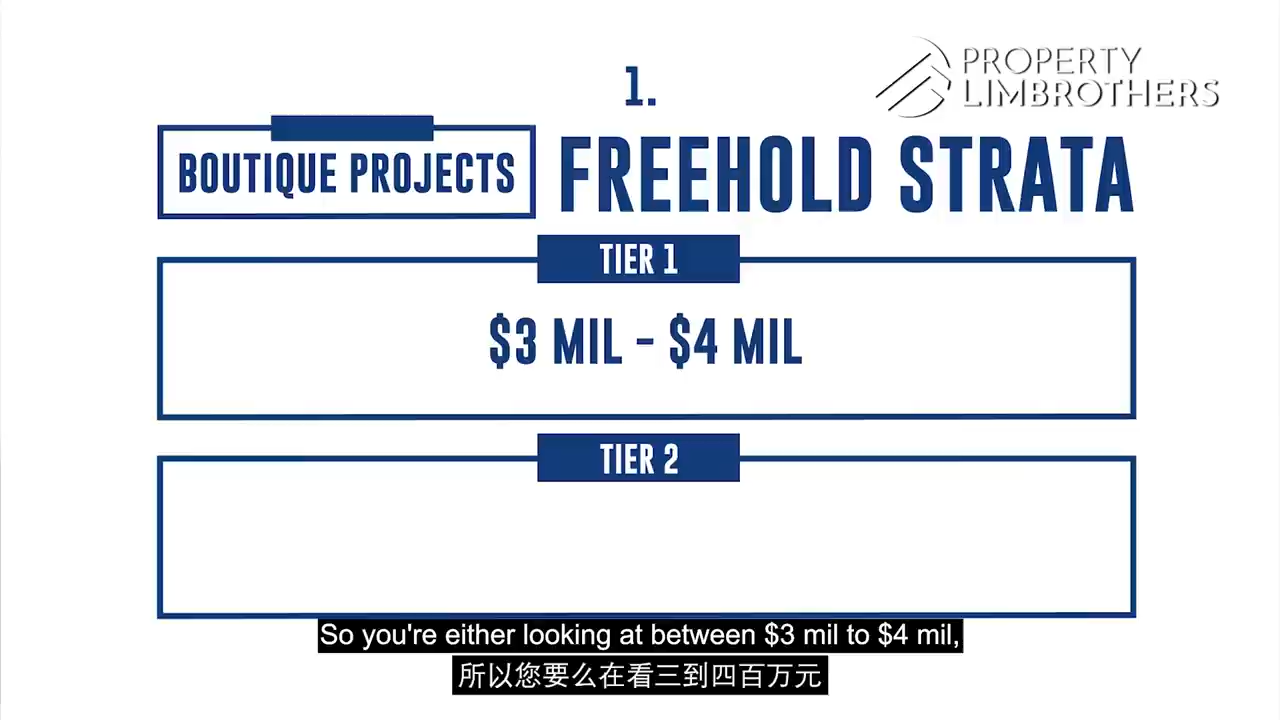 PROPERTY
LIMBROTHERS
1.
BOUTIQUE PROJECTS
FREEHOLD STRATA
TIER 1
$3 MIL - $4 MIL
TIER 2
So you're either looking at between $3 mil to $4 mil,
所以您要么在看三到四百万元